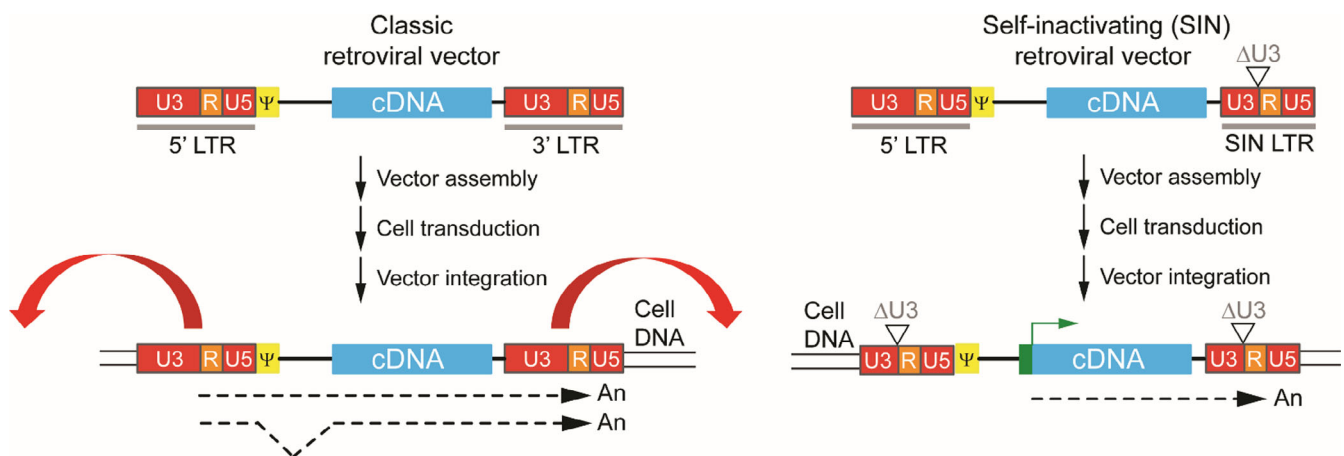 Classic
retroviral vector
U3 R U5 Ψ cDNA U3 R U5
5' LTR 3' LTR
Vector assembly
Cell transduction
Vector integration
Cell
DNA
U3 R U5 Ψ cDNA U3 R U5
An
An
Self-inactivating (SIN)
retroviral vector
ΔU3
U3 R U5 Ψ cDNA U3 R U5
5' LTR SIN LTR
Vector assembly
Cell transduction
Vector integration
Cell
DNA
ΔU3 ΔU3
U3 R U5 Ψ cDNA U3 R U5
An